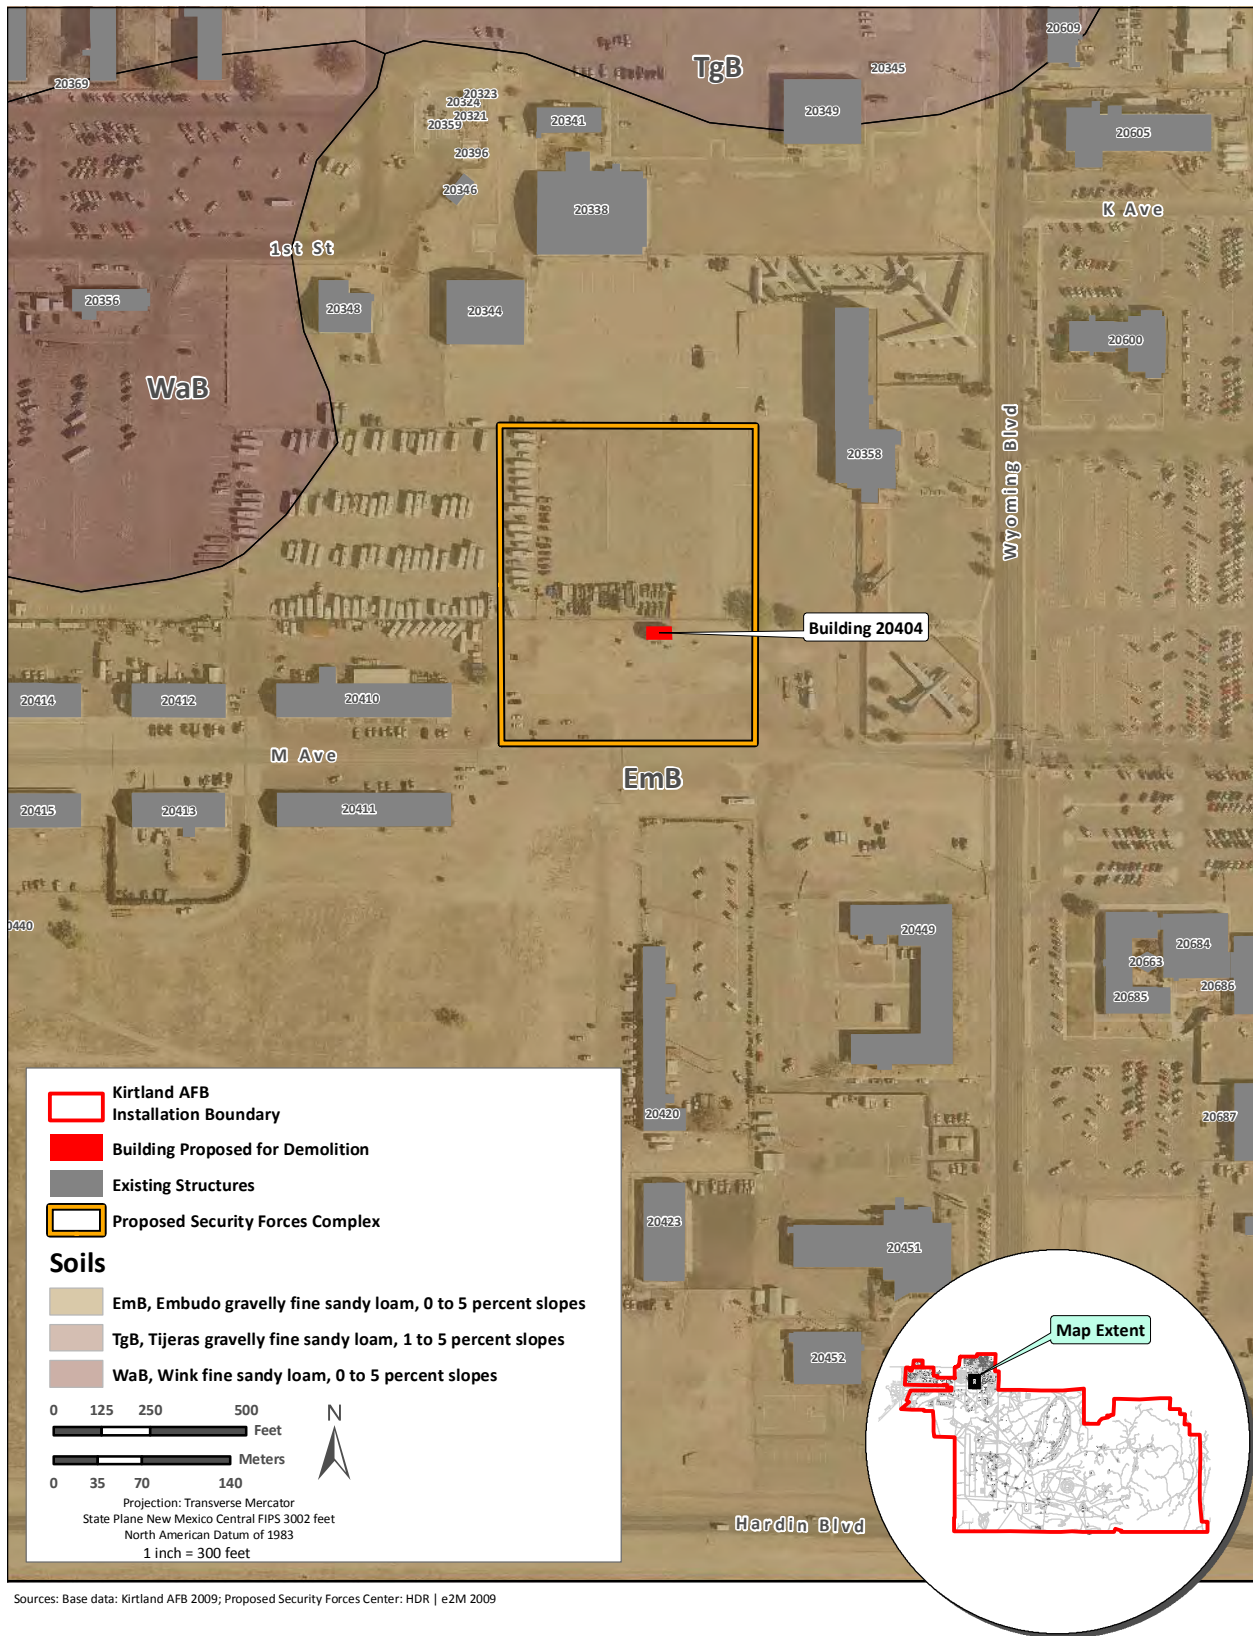 20609
TgB
20345
20369
20323
20324
20321
20359
20341
20349
20605
20396
20346
20338
K Ave
1st St
20356
20348
20344
20600
WaB
Wyoming Blvd
20358
Building 20404
20414
20412
20410
M Ave
EmB
20415
20413
20411
0440
20449
20684
20663
20685
20686
20420
20687
20423
20451
20452
Hardin Blvd
Map Extent
Kirtland AFB
Installation Boundary
Building Proposed for Demolition
Existing Structures
Proposed Security Forces Complex
Soils
EmB, Embudo gravelly fine sandy loam, 0 to 5 percent slopes
TgB, Tijeras gravelly fine sandy loam, 1 to 5 percent slopes
WaB, Wink fine sandy loam, 0 to 5 percent slopes
0 125 250 500
Feet
Meters
0 35 70 140
N
Projection: Transverse Mercator
State Plane New Mexico Central FIPS 3002 feet
North American Datum of 1983
1 inch = 300 feet
Sources: Base data: Kirtland AFB 2009; Proposed Security Forces Center: HDR | e2M 2009